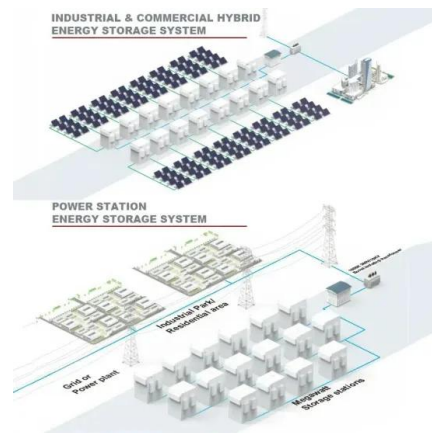 INDUSTRIAL & COMMERCIAL HYBRID
ENERGY STORAGE SYSTEM
POWER STATION
ENERGY STORAGE SYSTEM
Industrial Park/
Residential area
Grid or
Power plant
Megawatt
Storage stations